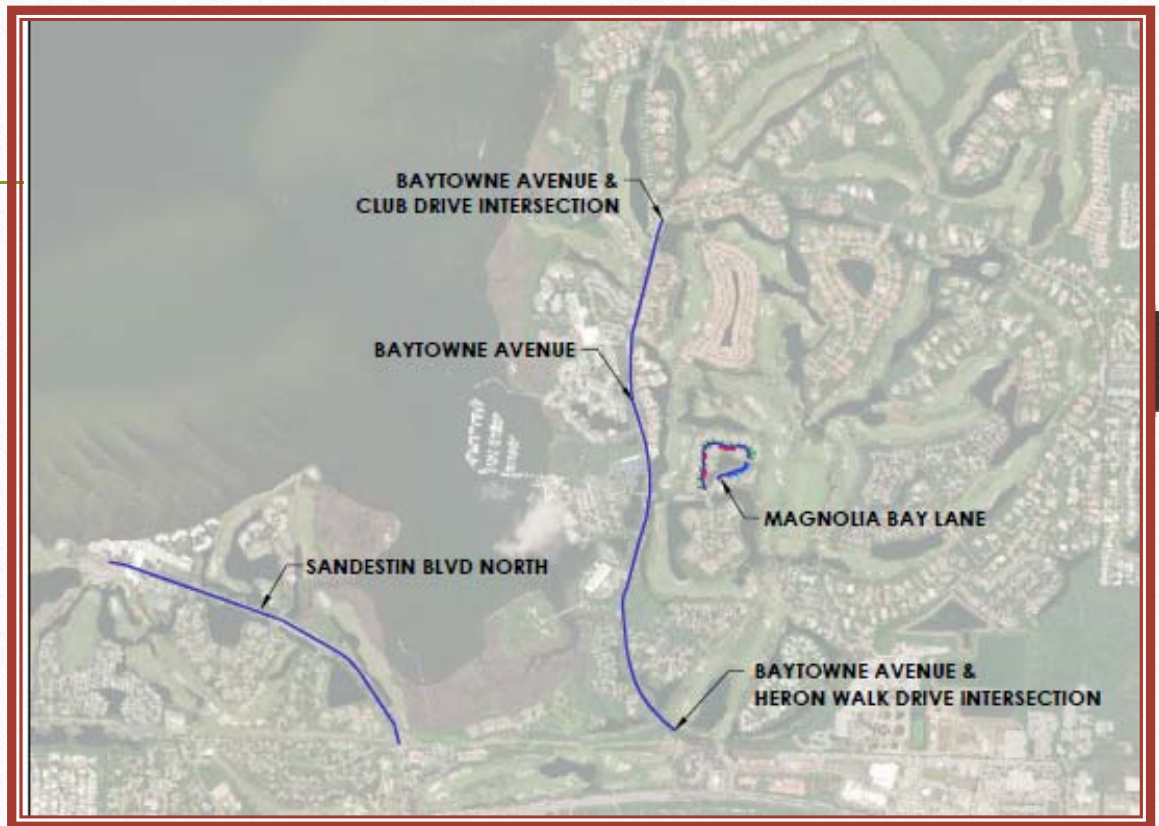 BAYTOWNE AVENUE &
CLUB DRIVE INTERSECTION
BAYTOWNE AVENUE
MAGNOLIA BAY LANE
SANDESTIN BLVD NORTH
BAYTOWNE AVENUE &
HERON WALK DRIVE INTERSECTION